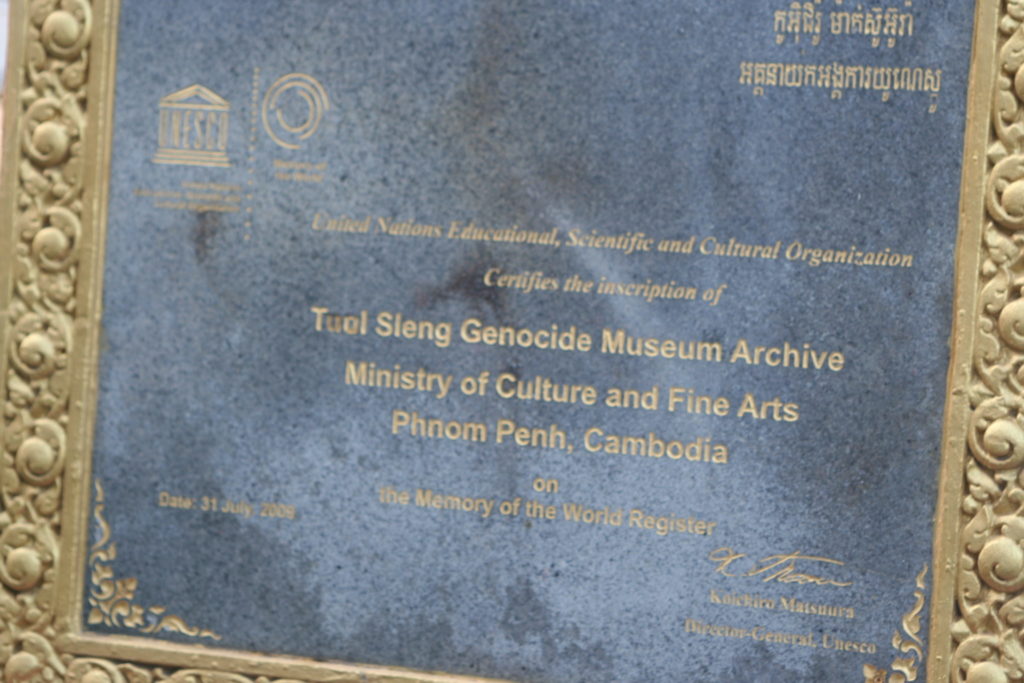 កូអ៊ិជីរ៉ូ ម៉ាត់ស៊ូអ៊ូរ៉ា
អគ្គនាយកអង្គការយូណេស្កូ
UNESCO
United Nations Educational, Scientific and Cultural Organization
Certifies the inscription of
Tuol Sleng Genocide Museum Archive
Ministry of Culture and Fine Arts
Phnom Penh, Cambodia
on
the Memory of the World Register
Date: 31 July, 2009
Koichiro Matsuura
Director-General, Unesco